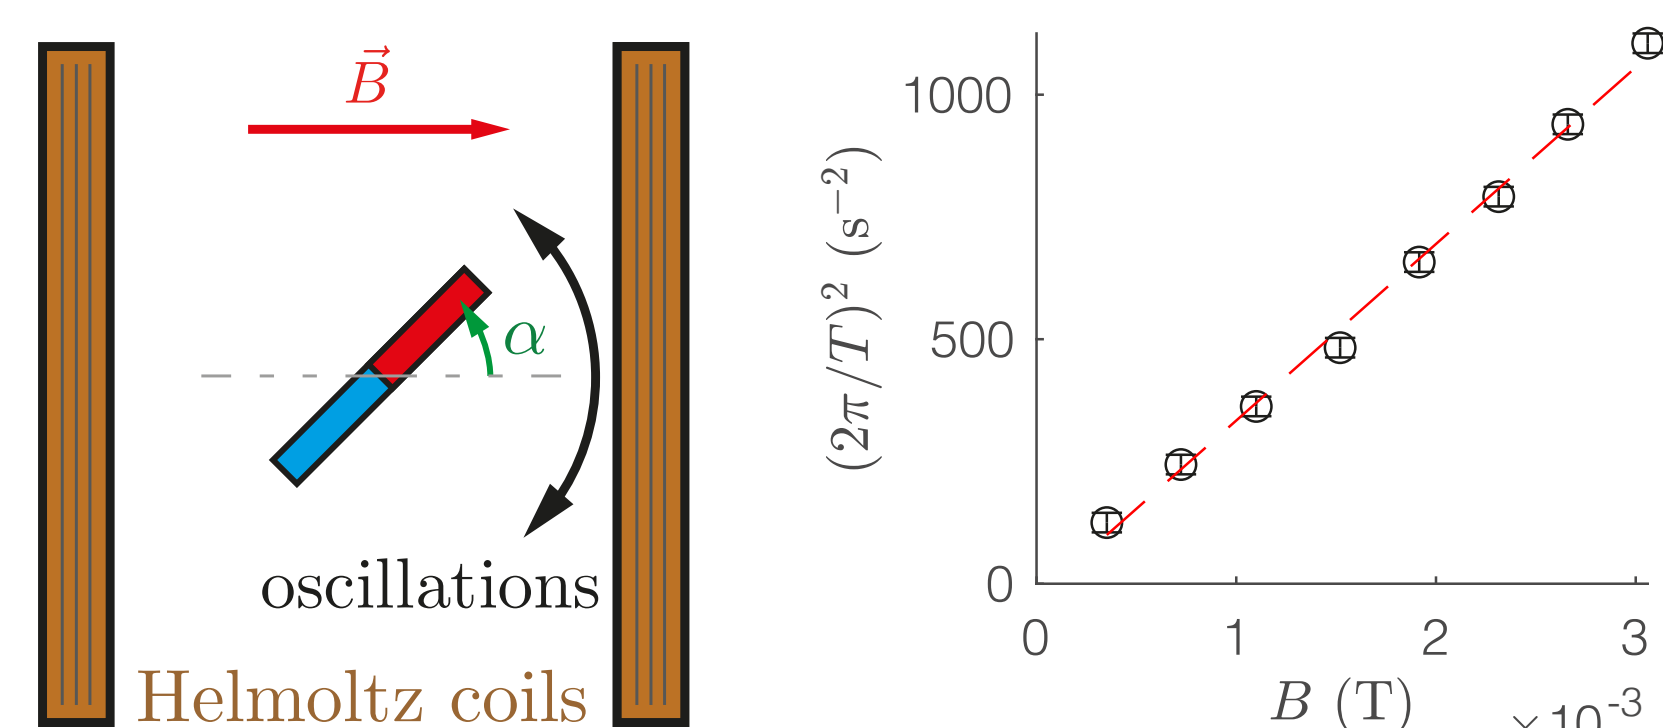 B⃗
α
oscillations
Helmoltz coils
(2π/T)² (s⁻²)
1000
500
0
0 1 2 3
B (T)
×10⁻³